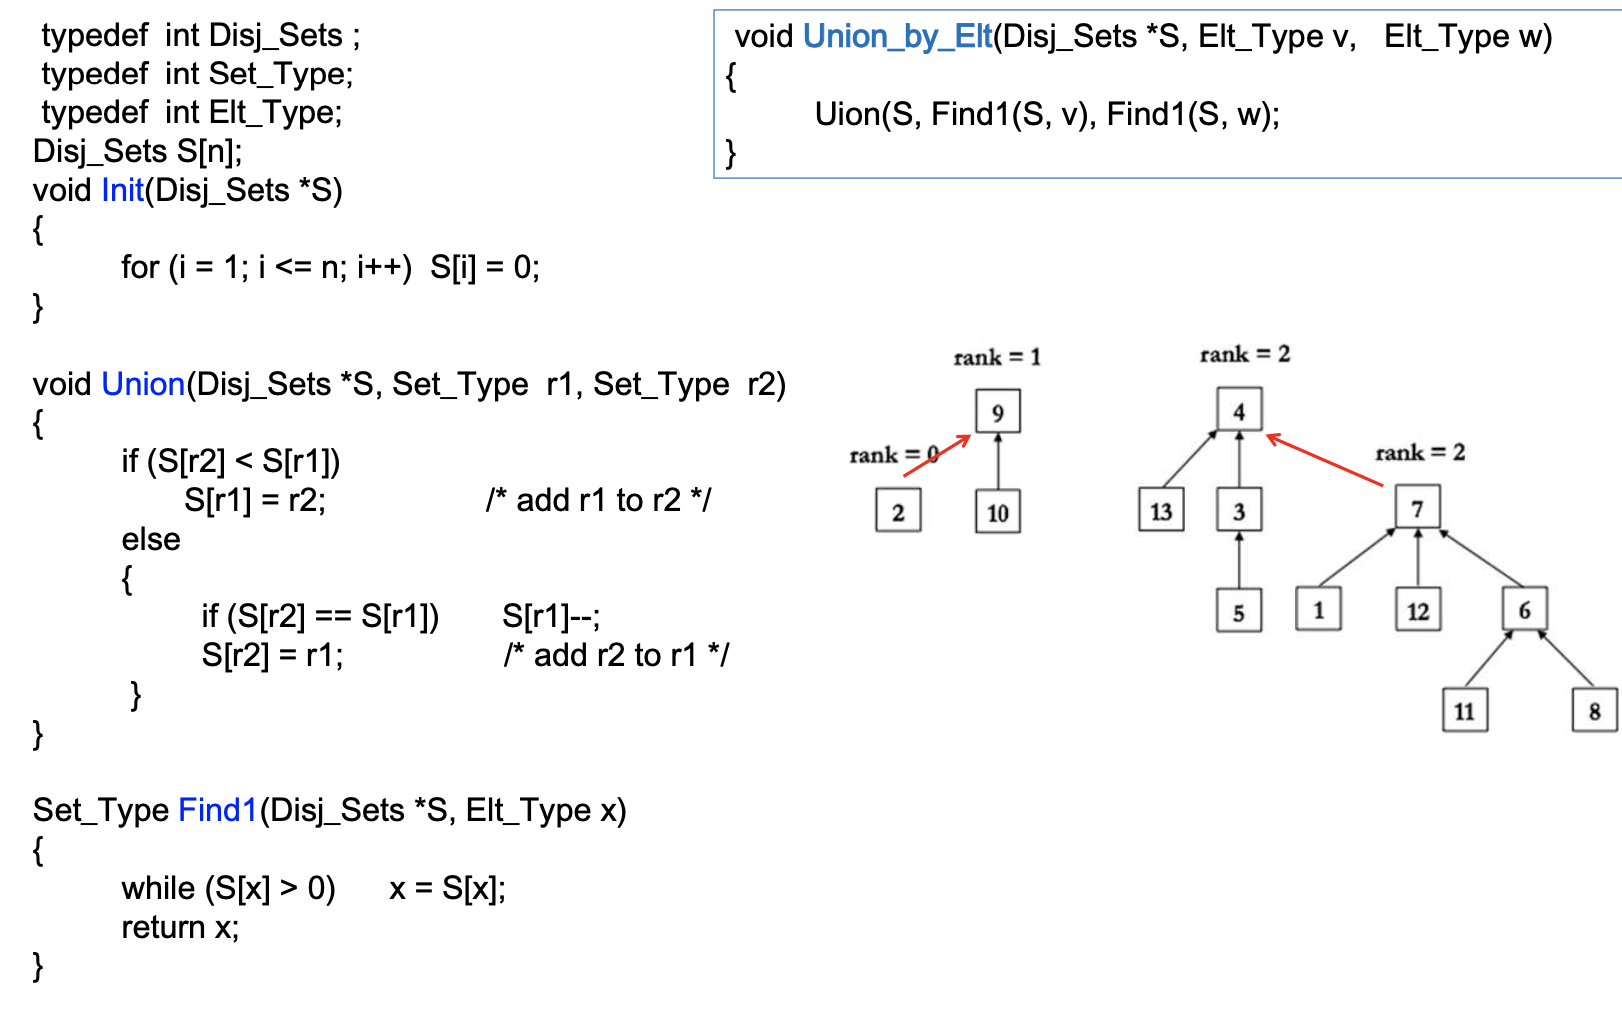 typedef int Disj_Sets ;
typedef int Set_Type;
typedef int Elt_Type;
Disj_Sets S[n];
void Init(Disj_Sets *S)
{
for (i = 1; i <= n; i++) S[i] = 0;
}
void Union(Disj_Sets *S, Set_Type r1, Set_Type r2)
{
if (S[r2] < S[r1])
S[r1] = r2; /* add r1 to r2 */
else
{
if (S[r2] == S[r1]) S[r1]--;
S[r2] = r1; /* add r2 to r1 */
}
}
Set_Type Find1(Disj_Sets *S, Elt_Type x)
{
while (S[x] > 0) x = S[x];
return x;
}
void Union_by_Elt(Disj_Sets *S, Elt_Type v, Elt_Type w)
{
Uion(S, Find1(S, v), Find1(S, w);
}
rank = 1
9
rank = 0
2
10
rank = 2
4
13
3
5
rank = 2
7
1
12
6
11
8